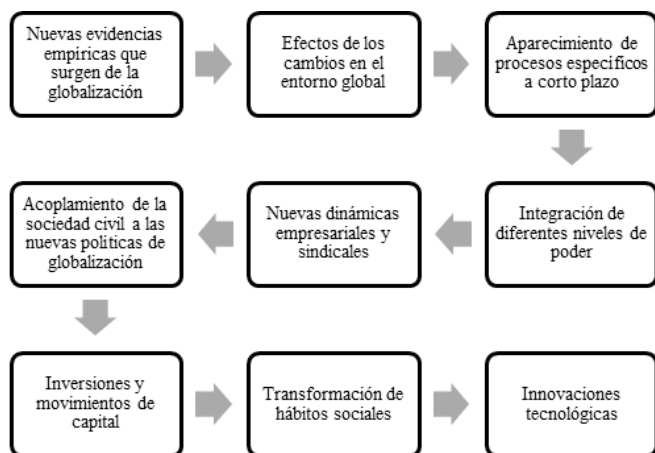 Nuevas evidencias
empíricas que
surgen de la
globalización
Efectos de los
cambios en el
entorno global
Aparecimiento de
procesos específicos
a corto plazo
Integración de
diferentes niveles de
poder
Nuevas dinámicas
empresariales y
sindicales
Acoplamiento de la
sociedad civil a las
nuevas políticas de
globalización
Inversiones y
movimientos de
capital
Transformación de
hábitos sociales
Innovaciones
tecnológicas